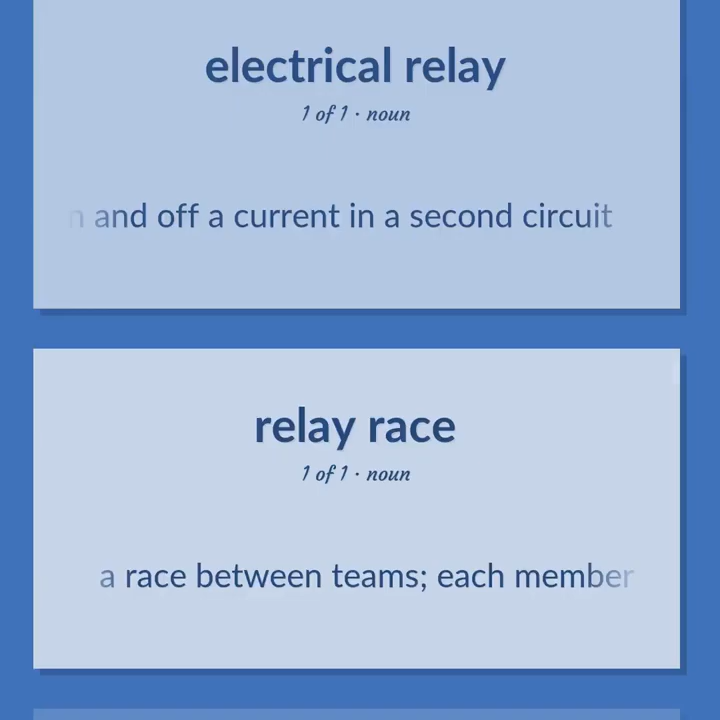 electrical relay
1 of 1 · noun
n and off a current in a second circuit
relay race
1 of 1 · noun
a race between teams; each member